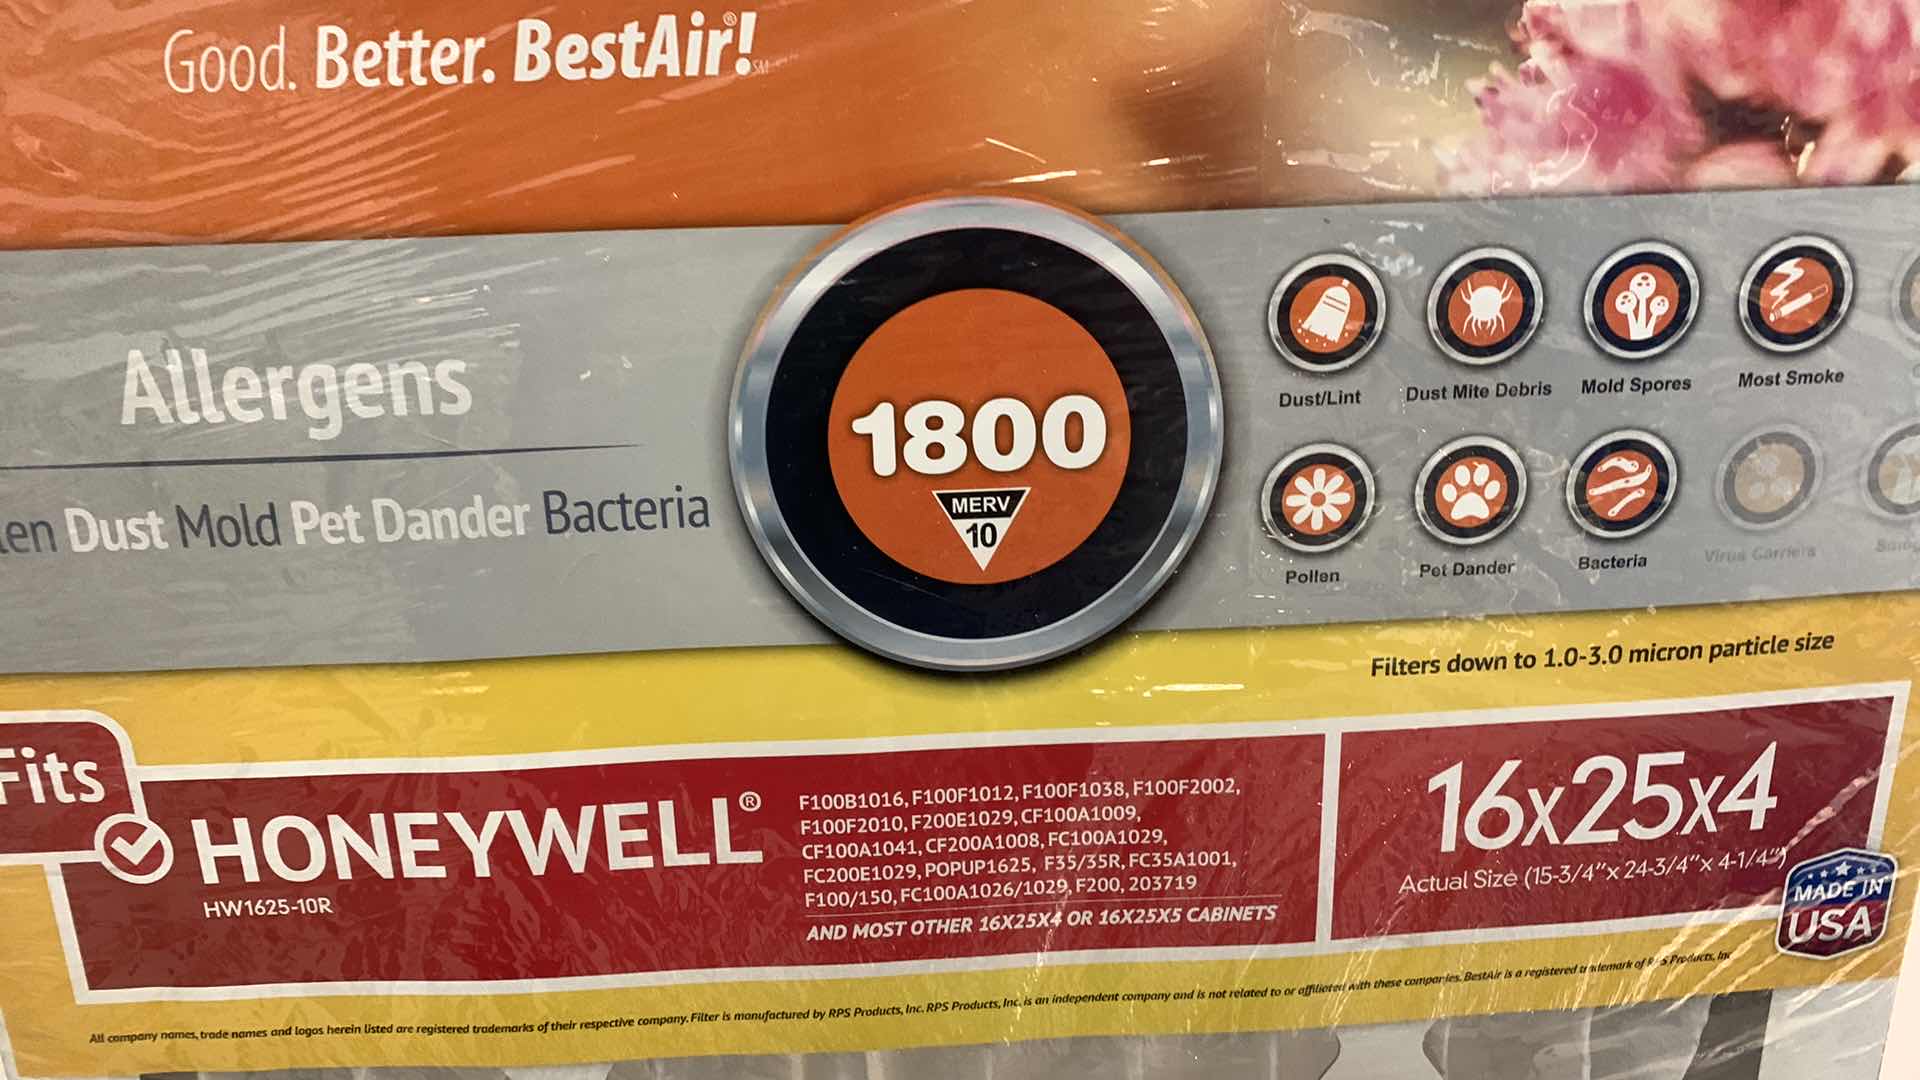 Good. Better. BestAir!® SM
Allergens
Dust Mold Pet Dander Bacteria
1800
MERV
10
Dust/Lint
Dust Mite Debris
Mold Spores
Most Smoke
Pollen
Pet Dander
Bacteria
Virus Carriers
Filters down to 1.0-3.0 micron particle size
Fits
HONEYWELL®
HW1625-10R
F100B1016, F100F1012, F100F1038, F100F2002,
F100F2010, F200E1029, CF100A1009,
CF100A1041, CF200A1008, FC100A1029,
FC200E1029, POPUP1625, F35/35R, FC35A1001,
F100/150, FC100A1026/1029, F200, 203719
AND MOST OTHER 16X25X4 OR 16X25X5 CABINETS
16x25x4
Actual Size (15-3/4"x 24-3/4"x 4-1/4")
MADE IN
USA
All company names, trade names and logos herein listed are registered trademarks of their respective company. Filter is manufactured by RPS Products, Inc. RPS Products, Inc. is an independent company and is not related to or affiliated with these companies. BestAir is a registered trademark of RPS Products, Inc